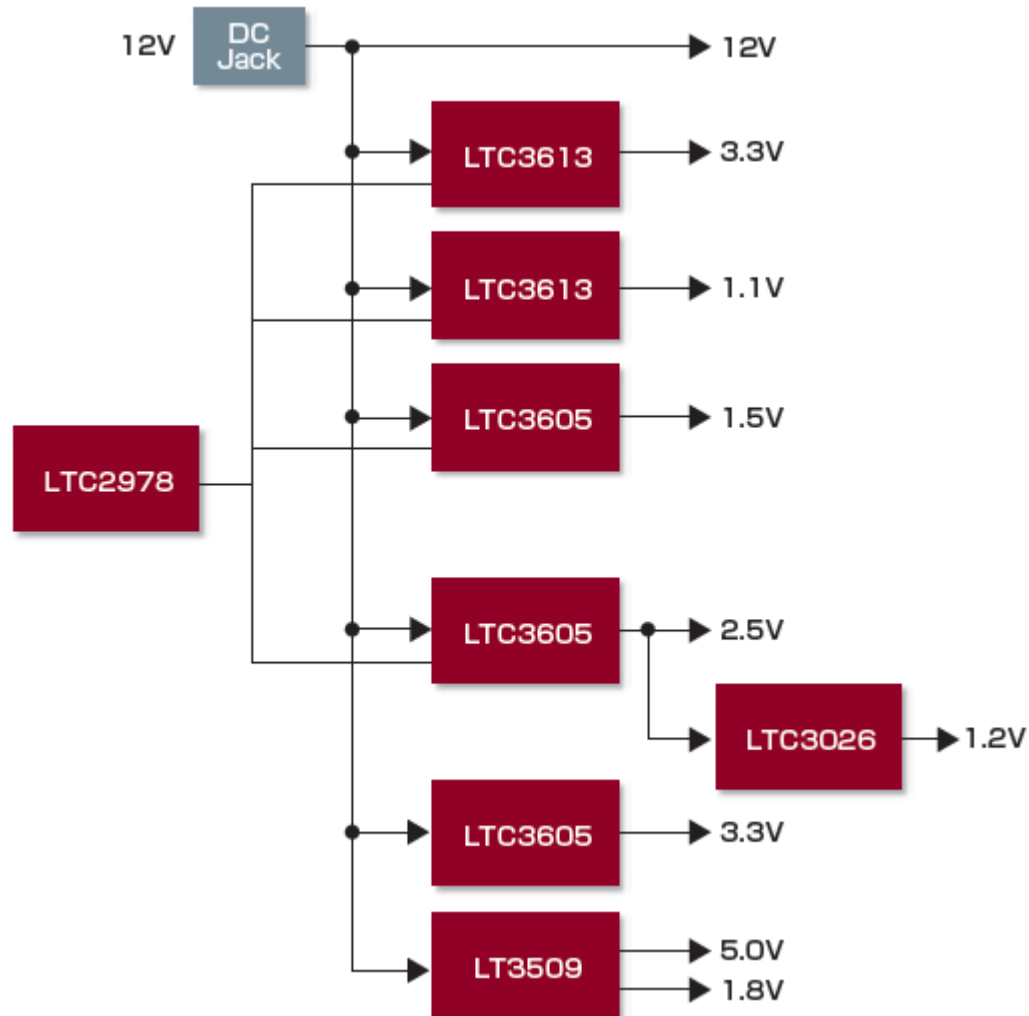 12V
DC
Jack
12V
LTC3613
3.3V
LTC3613
1.1V
LTC3605
1.5V
LTC2978
LTC3605
2.5V
LTC3026
1.2V
LTC3605
3.3V
LT3509
5.0V
1.8V